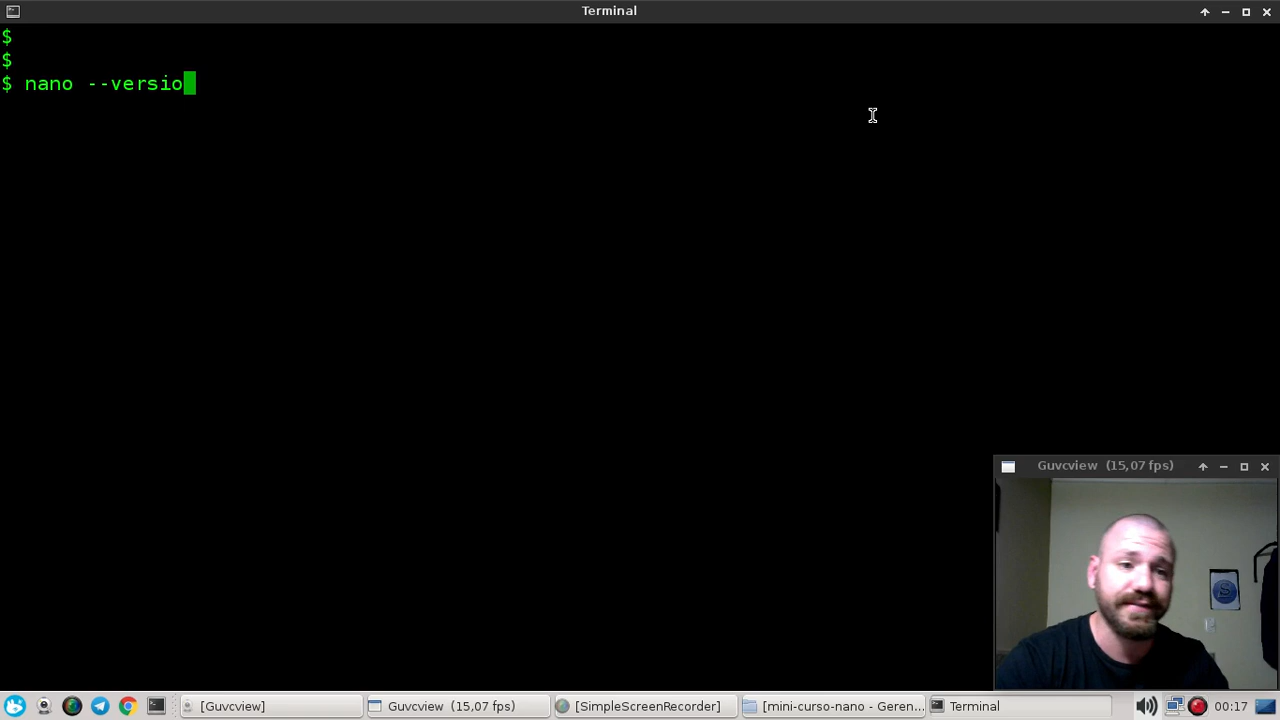 Terminal
$
$
$ nano --versio
Guvcview (15,07 fps)
S
[Guvcview]
Guvcview (15,07 fps)
[SimpleScreenRecorder]
[mini-curso-nano - Geren...
Terminal
00:17